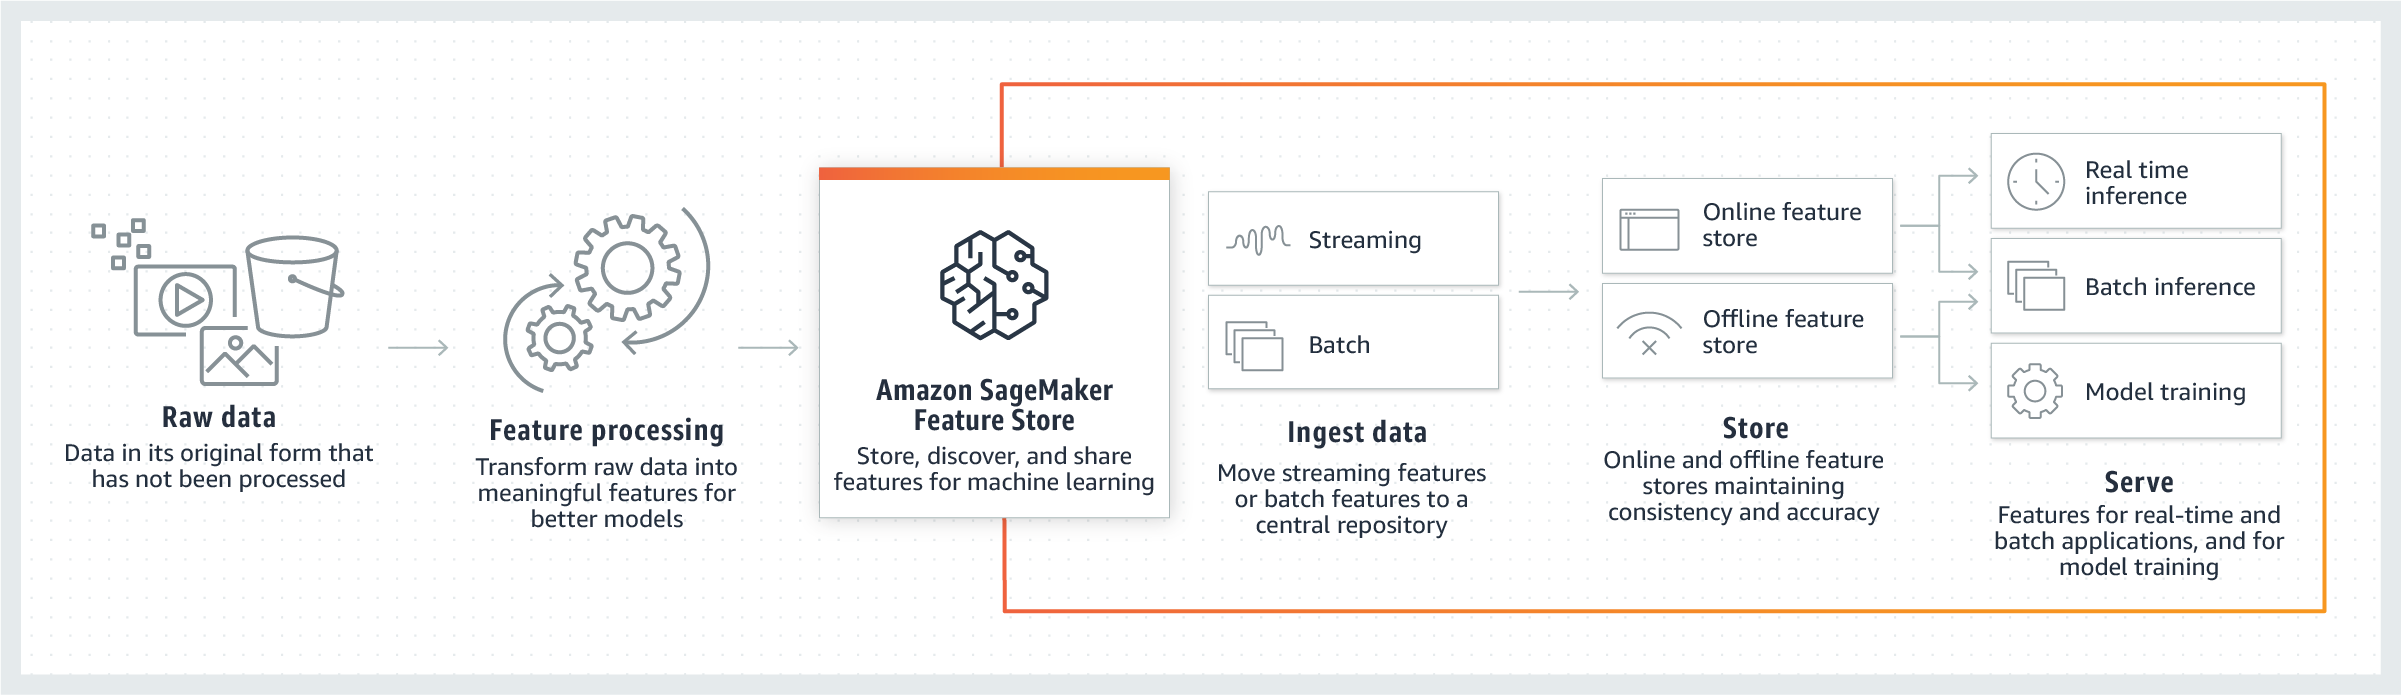 Raw data
Data in its original form that
has not been processed
Feature processing
Transform raw data into
meaningful features for
better models
Amazon SageMaker
Feature Store
Store, discover, and share
features for machine learning
Streaming
Batch
Ingest data
Move streaming features
or batch features to a
central repository
Online feature
store
Offline feature
store
Store
Online and offline feature
stores maintaining
consistency and accuracy
Real time
inference
Batch inference
Model training
Serve
Features for real-time and
batch applications, and for
model training